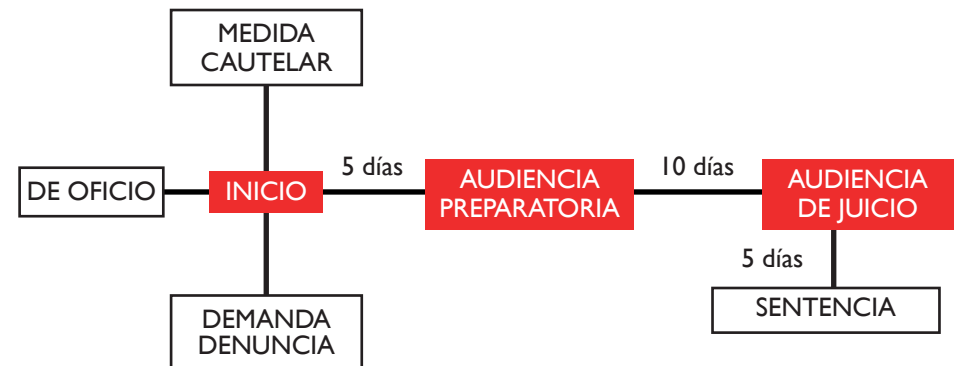 MEDIDA
CAUTELAR
DE OFICIO
INICIO
5 días
AUDIENCIA
PREPARATORIA
10 días
AUDIENCIA
DE JUICIO
5 días
SENTENCIA
DEMANDA
DENUNCIA